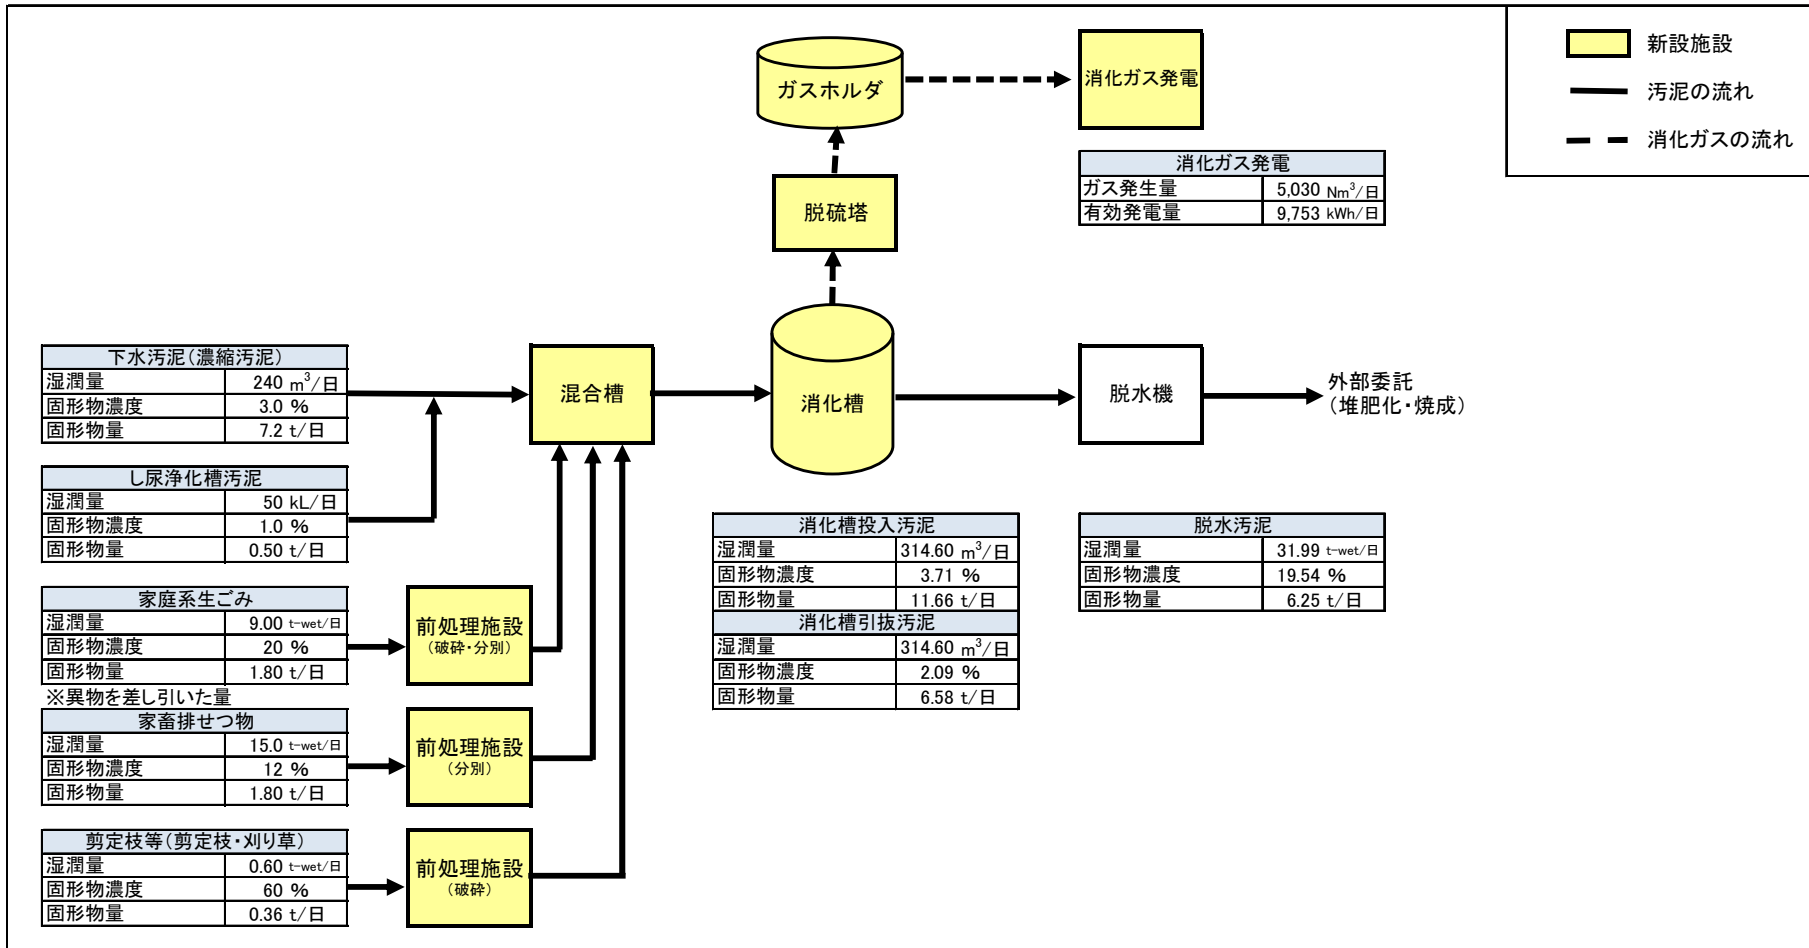 新設施設
汚泥の流れ
消化ガスの流れ
ガスホルダ
消化ガス発電
消化ガス発電
ガス発生量 5,030 Nm³/日
有効発電量 9,753 kWh/日
脱硫塔
下水汚泥(濃縮汚泥)
湿潤量 240 m³/日
固形物濃度 3.0 %
固形物量 7.2 t/日
混合槽
消化槽
脱水機
外部委託
(堆肥化・焼成)
し尿浄化槽汚泥
湿潤量 50 kL/日
固形物濃度 1.0 %
固形物量 0.50 t/日
消化槽投入汚泥
湿潤量 314.60 m³/日
固形物濃度 3.71 %
固形物量 11.66 t/日
消化槽引抜汚泥
湿潤量 314.60 m³/日
固形物濃度 2.09 %
固形物量 6.58 t/日
脱水汚泥
湿潤量 31.99 t-wet/日
固形物濃度 19.54 %
固形物量 6.25 t/日
家庭系生ごみ
湿潤量 9.00 t-wet/日
固形物濃度 20 %
固形物量 1.80 t/日
※異物を差し引いた量
前処理施設
(破砕・分別)
家畜排せつ物
湿潤量 15.0 t-wet/日
固形物濃度 12 %
固形物量 1.80 t/日
前処理施設
(分別)
剪定枝等(剪定枝・刈り草)
湿潤量 0.60 t-wet/日
固形物濃度 60 %
固形物量 0.36 t/日
前処理施設
(破砕)